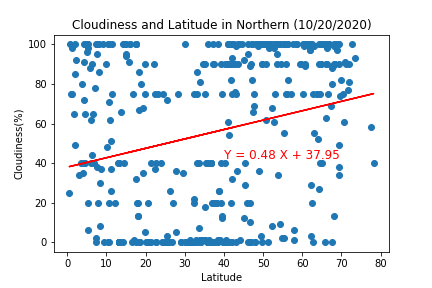 Cloudiness and Latitude in Northern (10/20/2020)
100
80
60
40
20
0
Cloudiness(%)
Y = 0.48 X + 37.95
0 10 20 30 40 50 60 70 80
Latitude